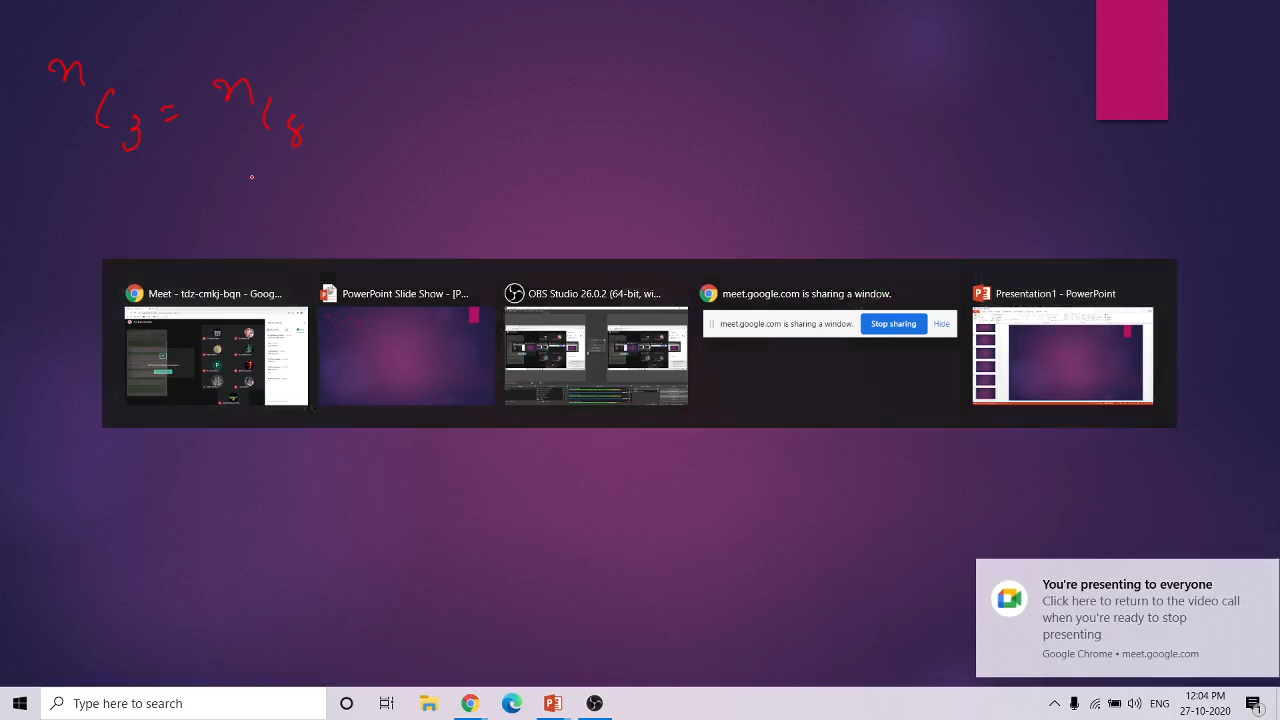 ⁿC₃ = ⁿC₈
Meet - tdz-cmkj-bqn - Goog...
PowerPoint Slide Show - [P...
OBS Studio 26.0.2 (64-bit, wi...
meet.google.com is sharing a window.
Presentation1 - PowerPoint
meet.google.com is sharing a window.
Stop sharing
Hide
You're presenting to everyone
Click here to return to the video call
when you're ready to stop
presenting
Google Chrome • meet.google.com
Type here to search
ENG
12:04 PM
27-10-2020
1